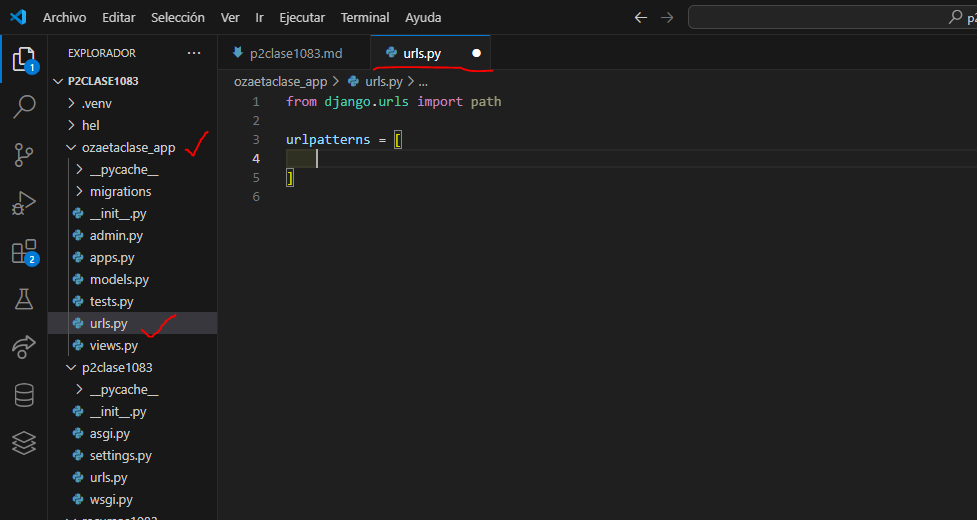 Archivo Editar Selección Ver Ir Ejecutar Terminal Ayuda
EXPLORADOR ...
P2CLASE1083
.venv
hel
ozaetaclase_app
__pycache__
migrations
__init__.py
admin.py
apps.py
models.py
tests.py
urls.py
views.py
p2clase1083
__pycache__
__init__.py
asgi.py
settings.py
urls.py
wsgi.py
1
2
p2clase1083.md urls.py
ozaetaclase_app > urls.py > ...
1 from django.urls import path
2
3 urlpatterns = [
4
5 ]
6